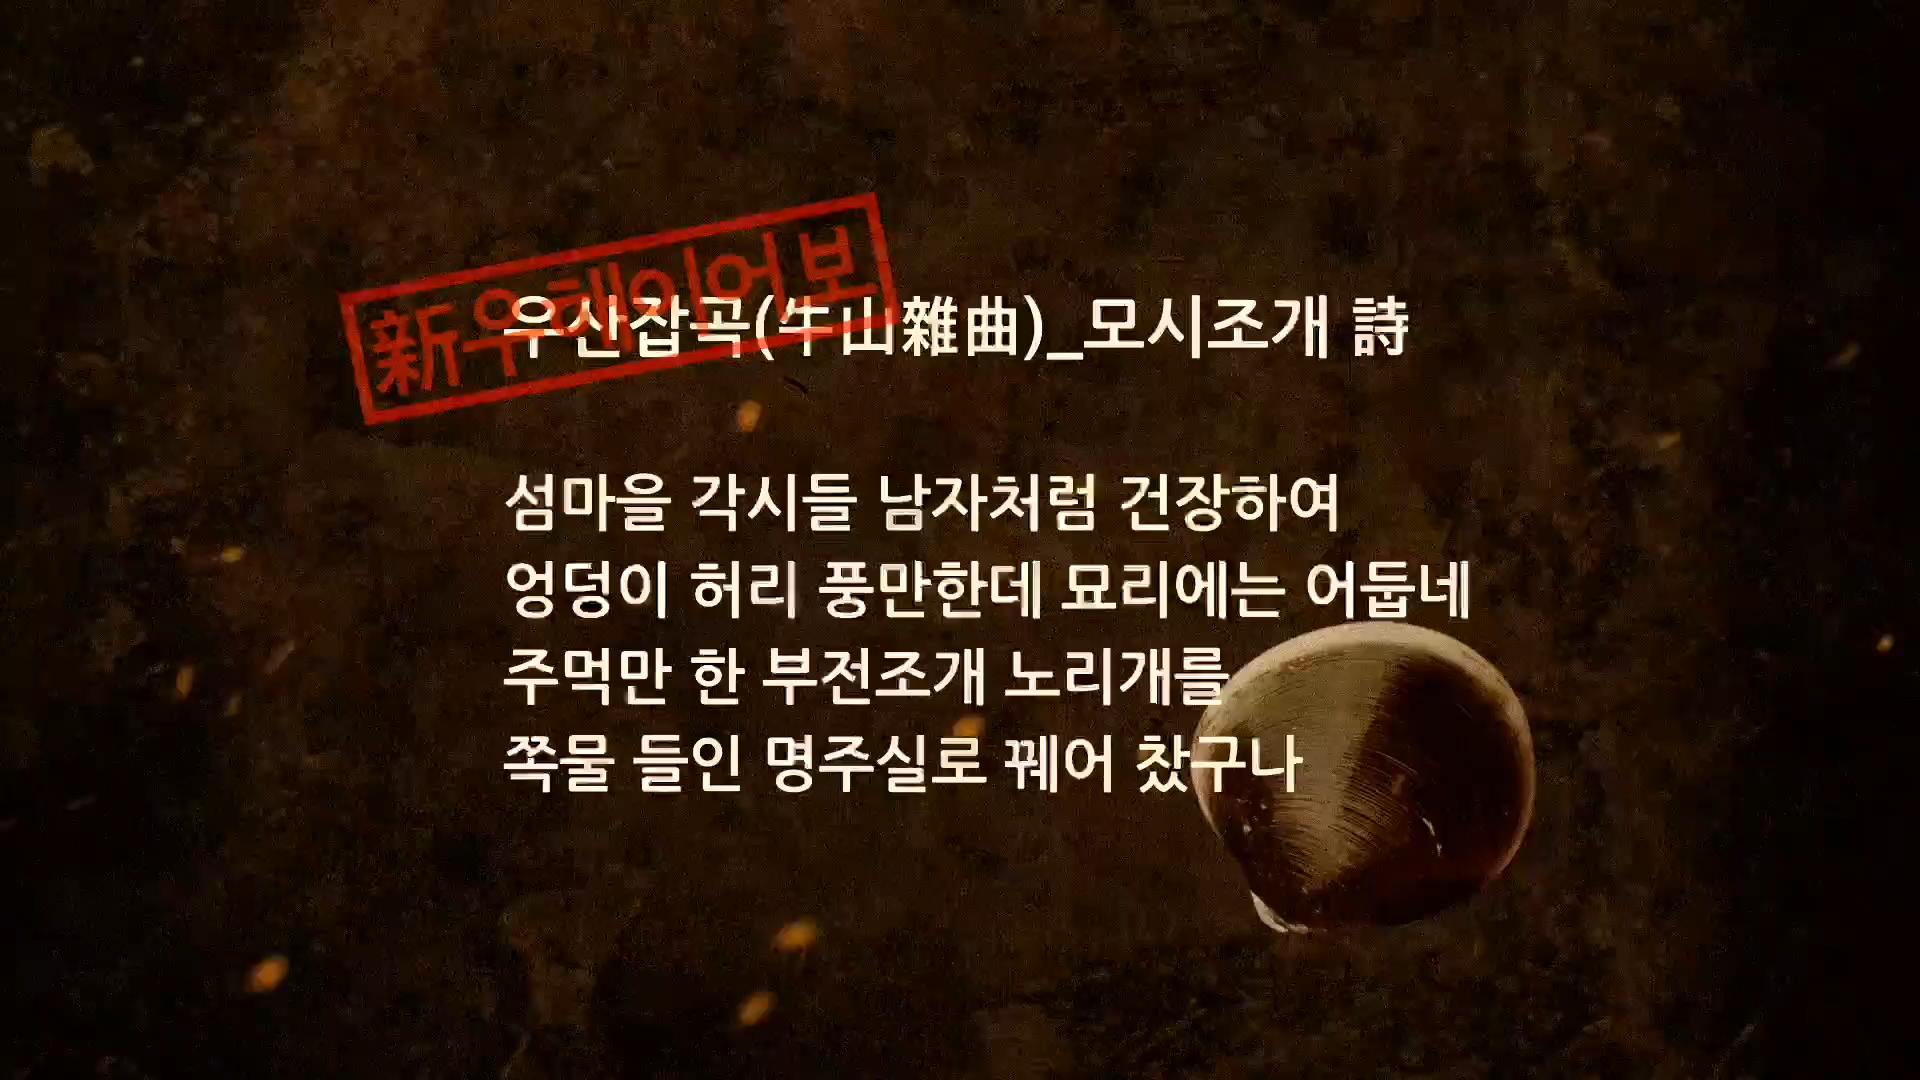 新우해이어보
우산잡곡(牛山雜曲)_모시조개 詩
섬마을 각시들 남자처럼 건장하여
엉덩이 허리 풍만한데 묘리에는 어둡네
주먹만 한 부전조개 노리개를
쪽물 들인 명주실로 꿰어 찼구나